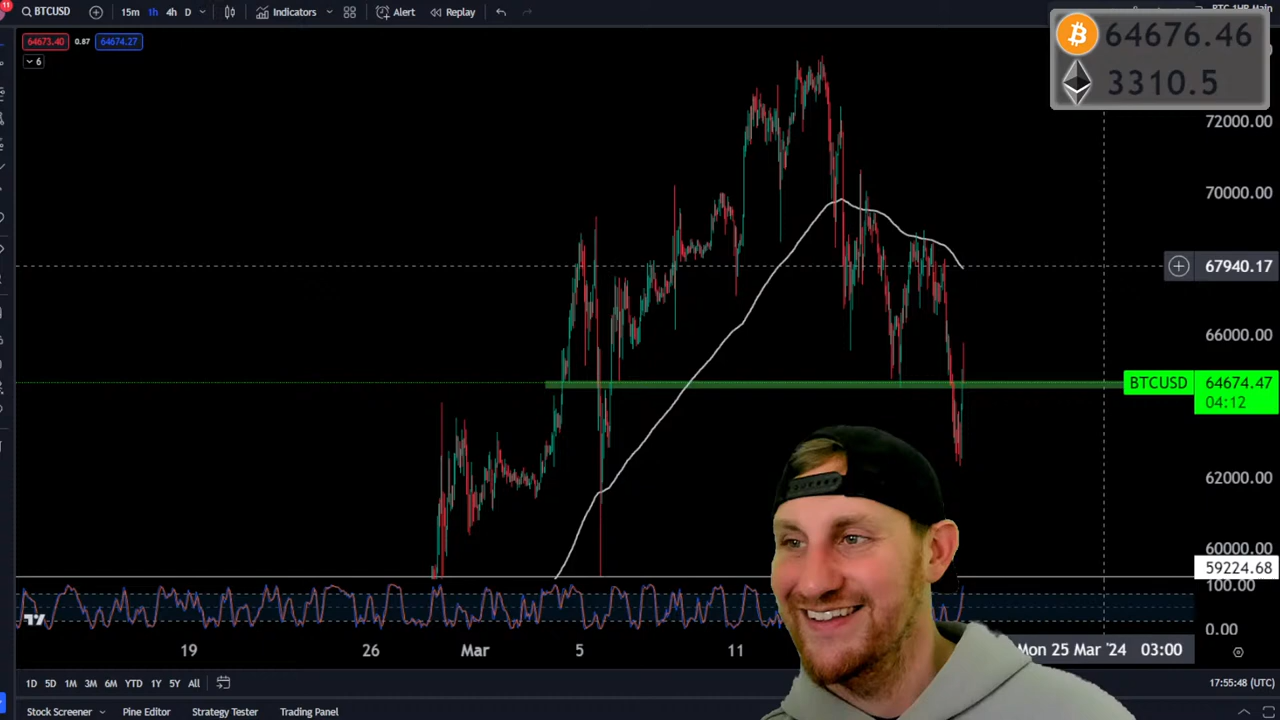 11
BTCUSD
15m 1h 4h D
Indicators
Alert
Replay
64673.40 0.87 64674.27
6
64676.46
3310.5
72000.00
70000.00
67940.17
66000.00
BTCUSD 64674.47
04:12
62000.00
60000.00
59224.68
100.00
0.00
19 26 Mar 5 11 Mon 25 Mar '24 03:00
1D 5D 1M 3M 6M YTD 1Y 5Y All
17:55:48 (UTC)
Stock Screener Pine Editor Strategy Tester Trading Panel